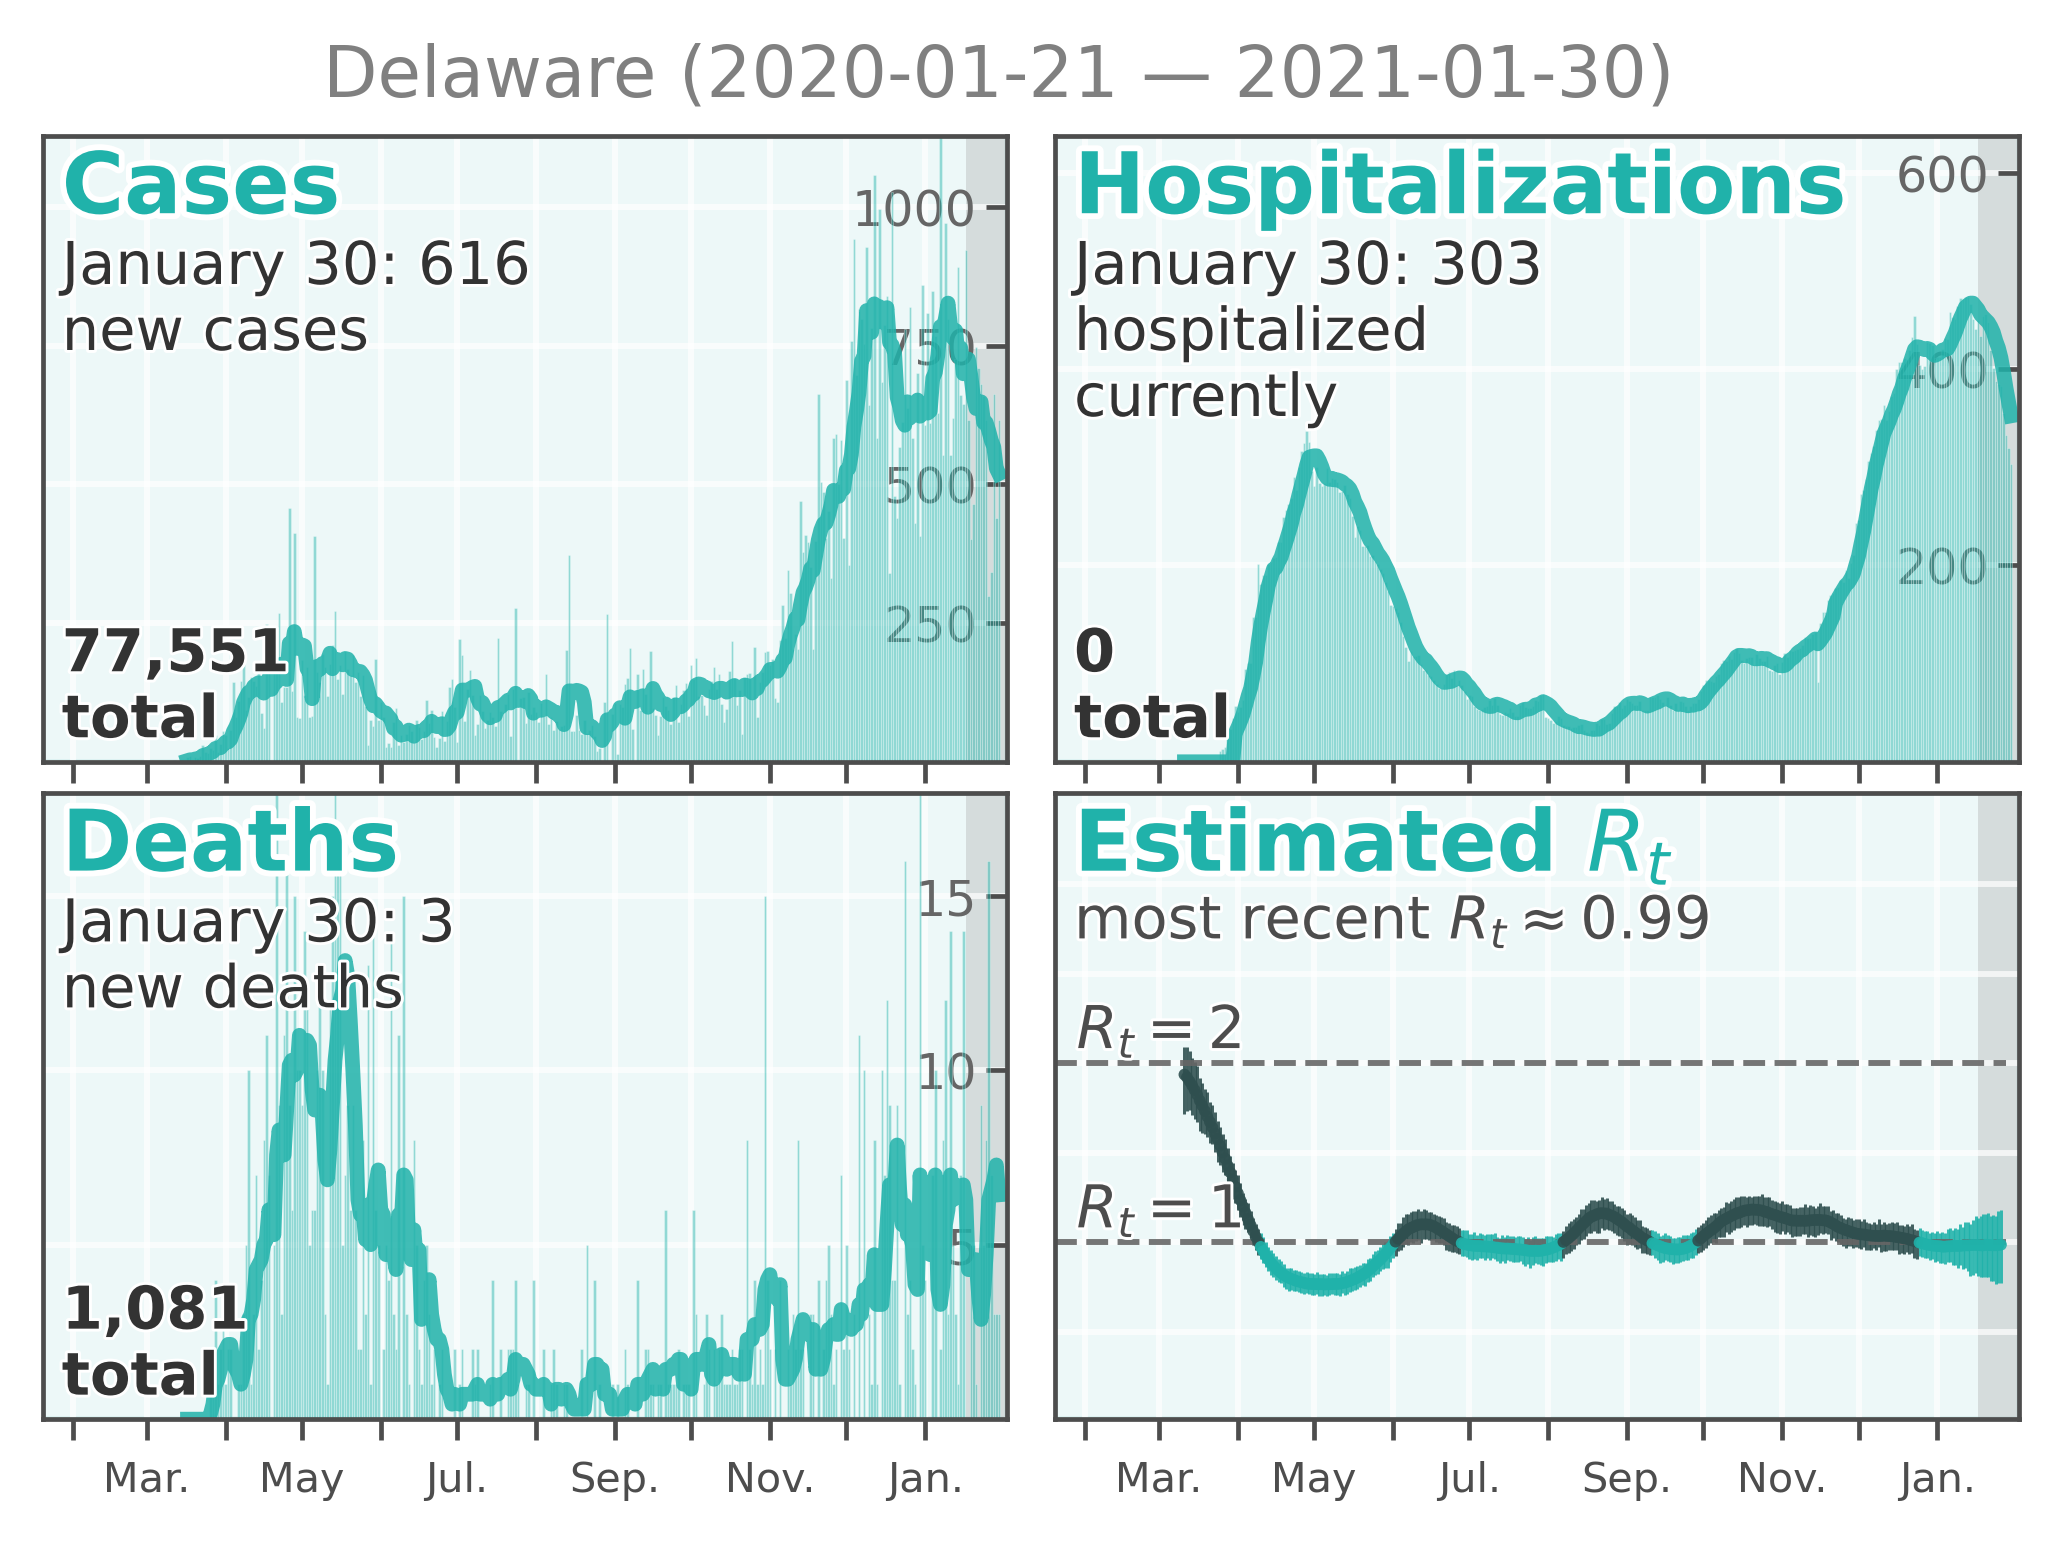 Delaware (2020-01-21 — 2021-01-30)
Cases
January 30: 616
new cases
1000
750
500
250
77,551
total
Hospitalizations
January 30: 303
hospitalized
currently
600
400
200
0
total
Deaths
January 30: 3
new deaths
15
10
5
1,081
total
Mar. May Jul. Sep. Nov. Jan.
Estimated Rt
most recent Rt ≈ 0.99
Rt = 2
Rt = 1
Mar. May Jul. Sep. Nov. Jan.